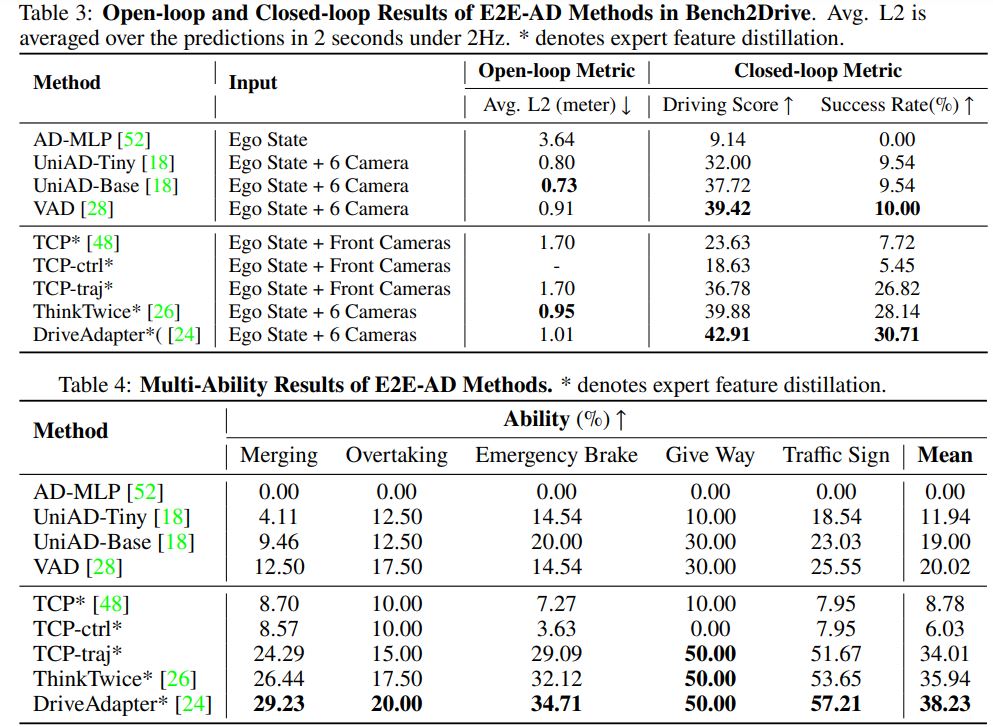 Table 3: Open-loop and Closed-loop Results of E2E-AD Methods in Bench2Drive. Avg. L2 is
averaged over the predictions in 2 seconds under 2Hz. * denotes expert feature distillation.
Method Input Open-loop Metric Closed-loop Metric
Avg. L2 (meter) ↓ Driving Score ↑ Success Rate(%) ↑
AD-MLP [52] Ego State 3.64 9.14 0.00
UniAD-Tiny [18] Ego State + 6 Camera 0.80 32.00 9.54
UniAD-Base [18] Ego State + 6 Camera 0.73 37.72 9.54
VAD [28] Ego State + 6 Camera 0.91 39.42 10.00
TCP* [48] Ego State + Front Cameras 1.70 23.63 7.72
TCP-ctrl* Ego State + Front Cameras - 18.63 5.45
TCP-traj* Ego State + Front Cameras 1.70 36.78 26.82
ThinkTwice* [26] Ego State + 6 Cameras 0.95 39.88 28.14
DriveAdapter*( [24] Ego State + 6 Cameras 1.01 42.91 30.71
Table 4: Multi-Ability Results of E2E-AD Methods. * denotes expert feature distillation.
Method Ability (%) ↑
Merging Overtaking Emergency Brake Give Way Traffic Sign Mean
AD-MLP [52] 0.00 0.00 0.00 0.00 0.00 0.00
UniAD-Tiny [18] 4.11 12.50 14.54 10.00 18.54 11.94
UniAD-Base [18] 9.46 12.50 20.00 30.00 23.03 19.00
VAD [28] 12.50 17.50 14.54 30.00 25.55 20.02
TCP* [48] 8.70 10.00 7.27 10.00 7.95 8.78
TCP-ctrl* 8.57 10.00 3.63 0.00 7.95 6.03
TCP-traj* 24.29 15.00 29.09 50.00 51.67 34.01
ThinkTwice* [26] 26.44 17.50 32.12 50.00 53.65 35.94
DriveAdapter* [24] 29.23 20.00 34.71 50.00 57.21 38.23